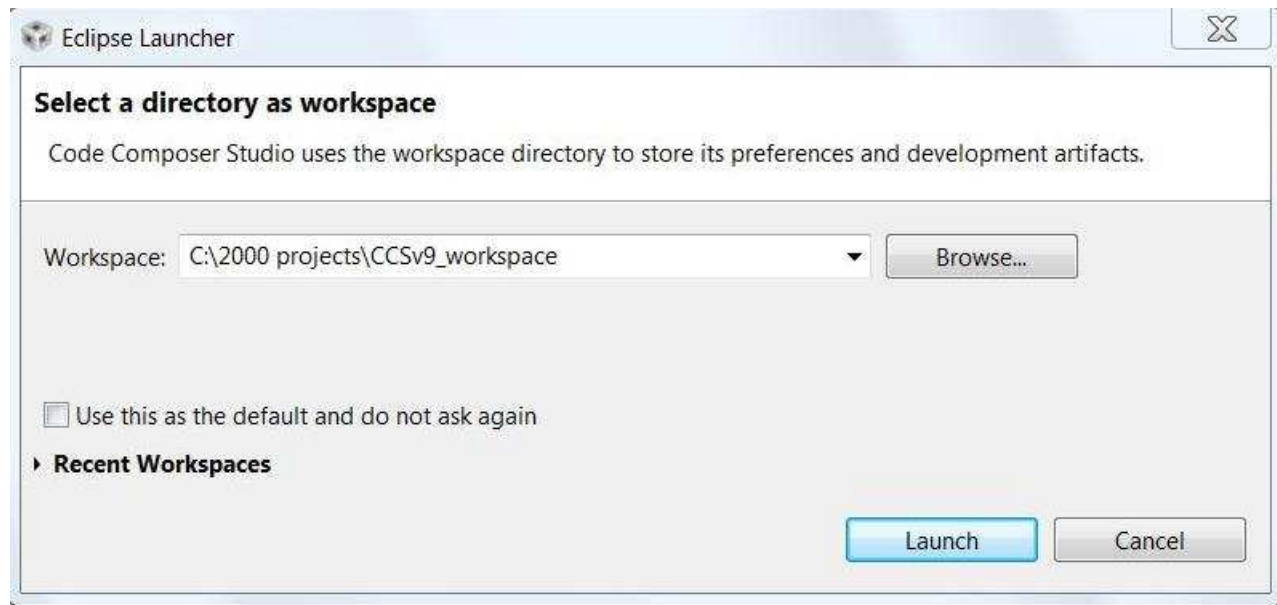 Eclipse Launcher
Select a directory as workspace
Code Composer Studio uses the workspace directory to store its preferences and development artifacts.
Workspace: C:\2000 projects\CCSv9_workspace Browse...
Use this as the default and do not ask again
Recent Workspaces
Launch Cancel